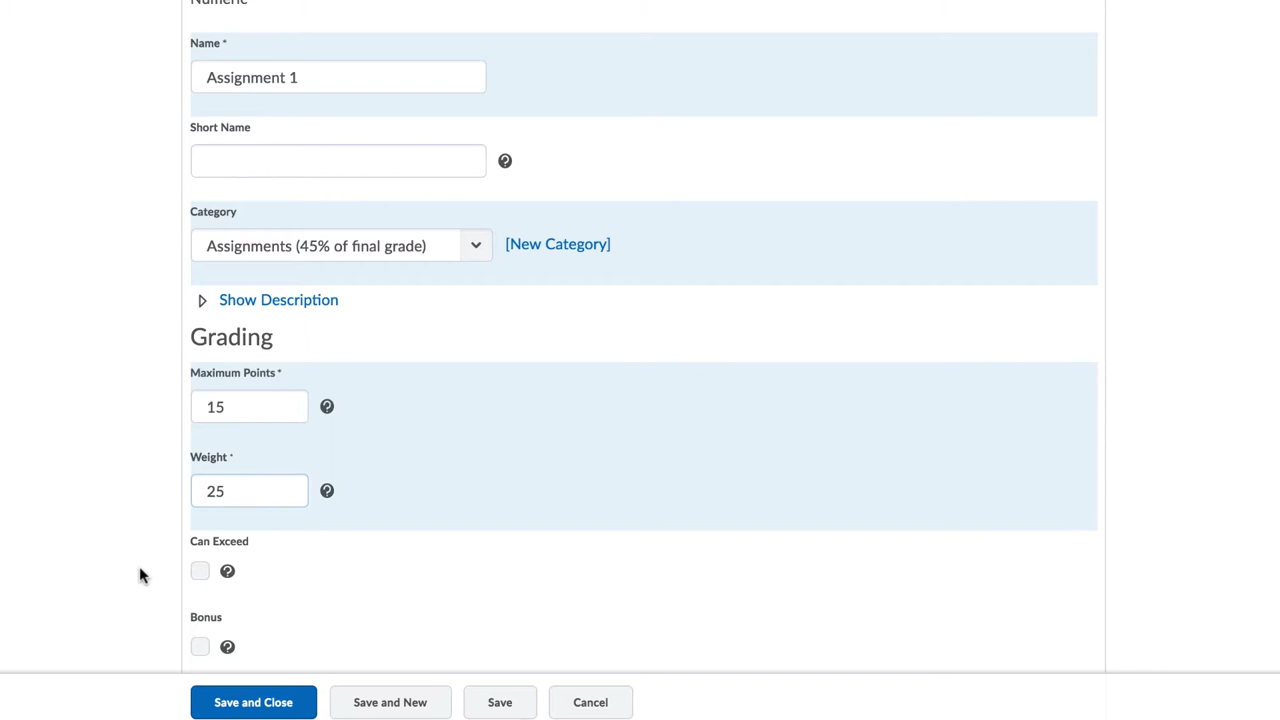 Numeric
Name *
Assignment 1
Short Name
Category
Assignments (45% of final grade)
[New Category]
Show Description
Grading
Maximum Points *
15
Weight *
25
Can Exceed
Bonus
Save and Close
Save and New
Save
Cancel